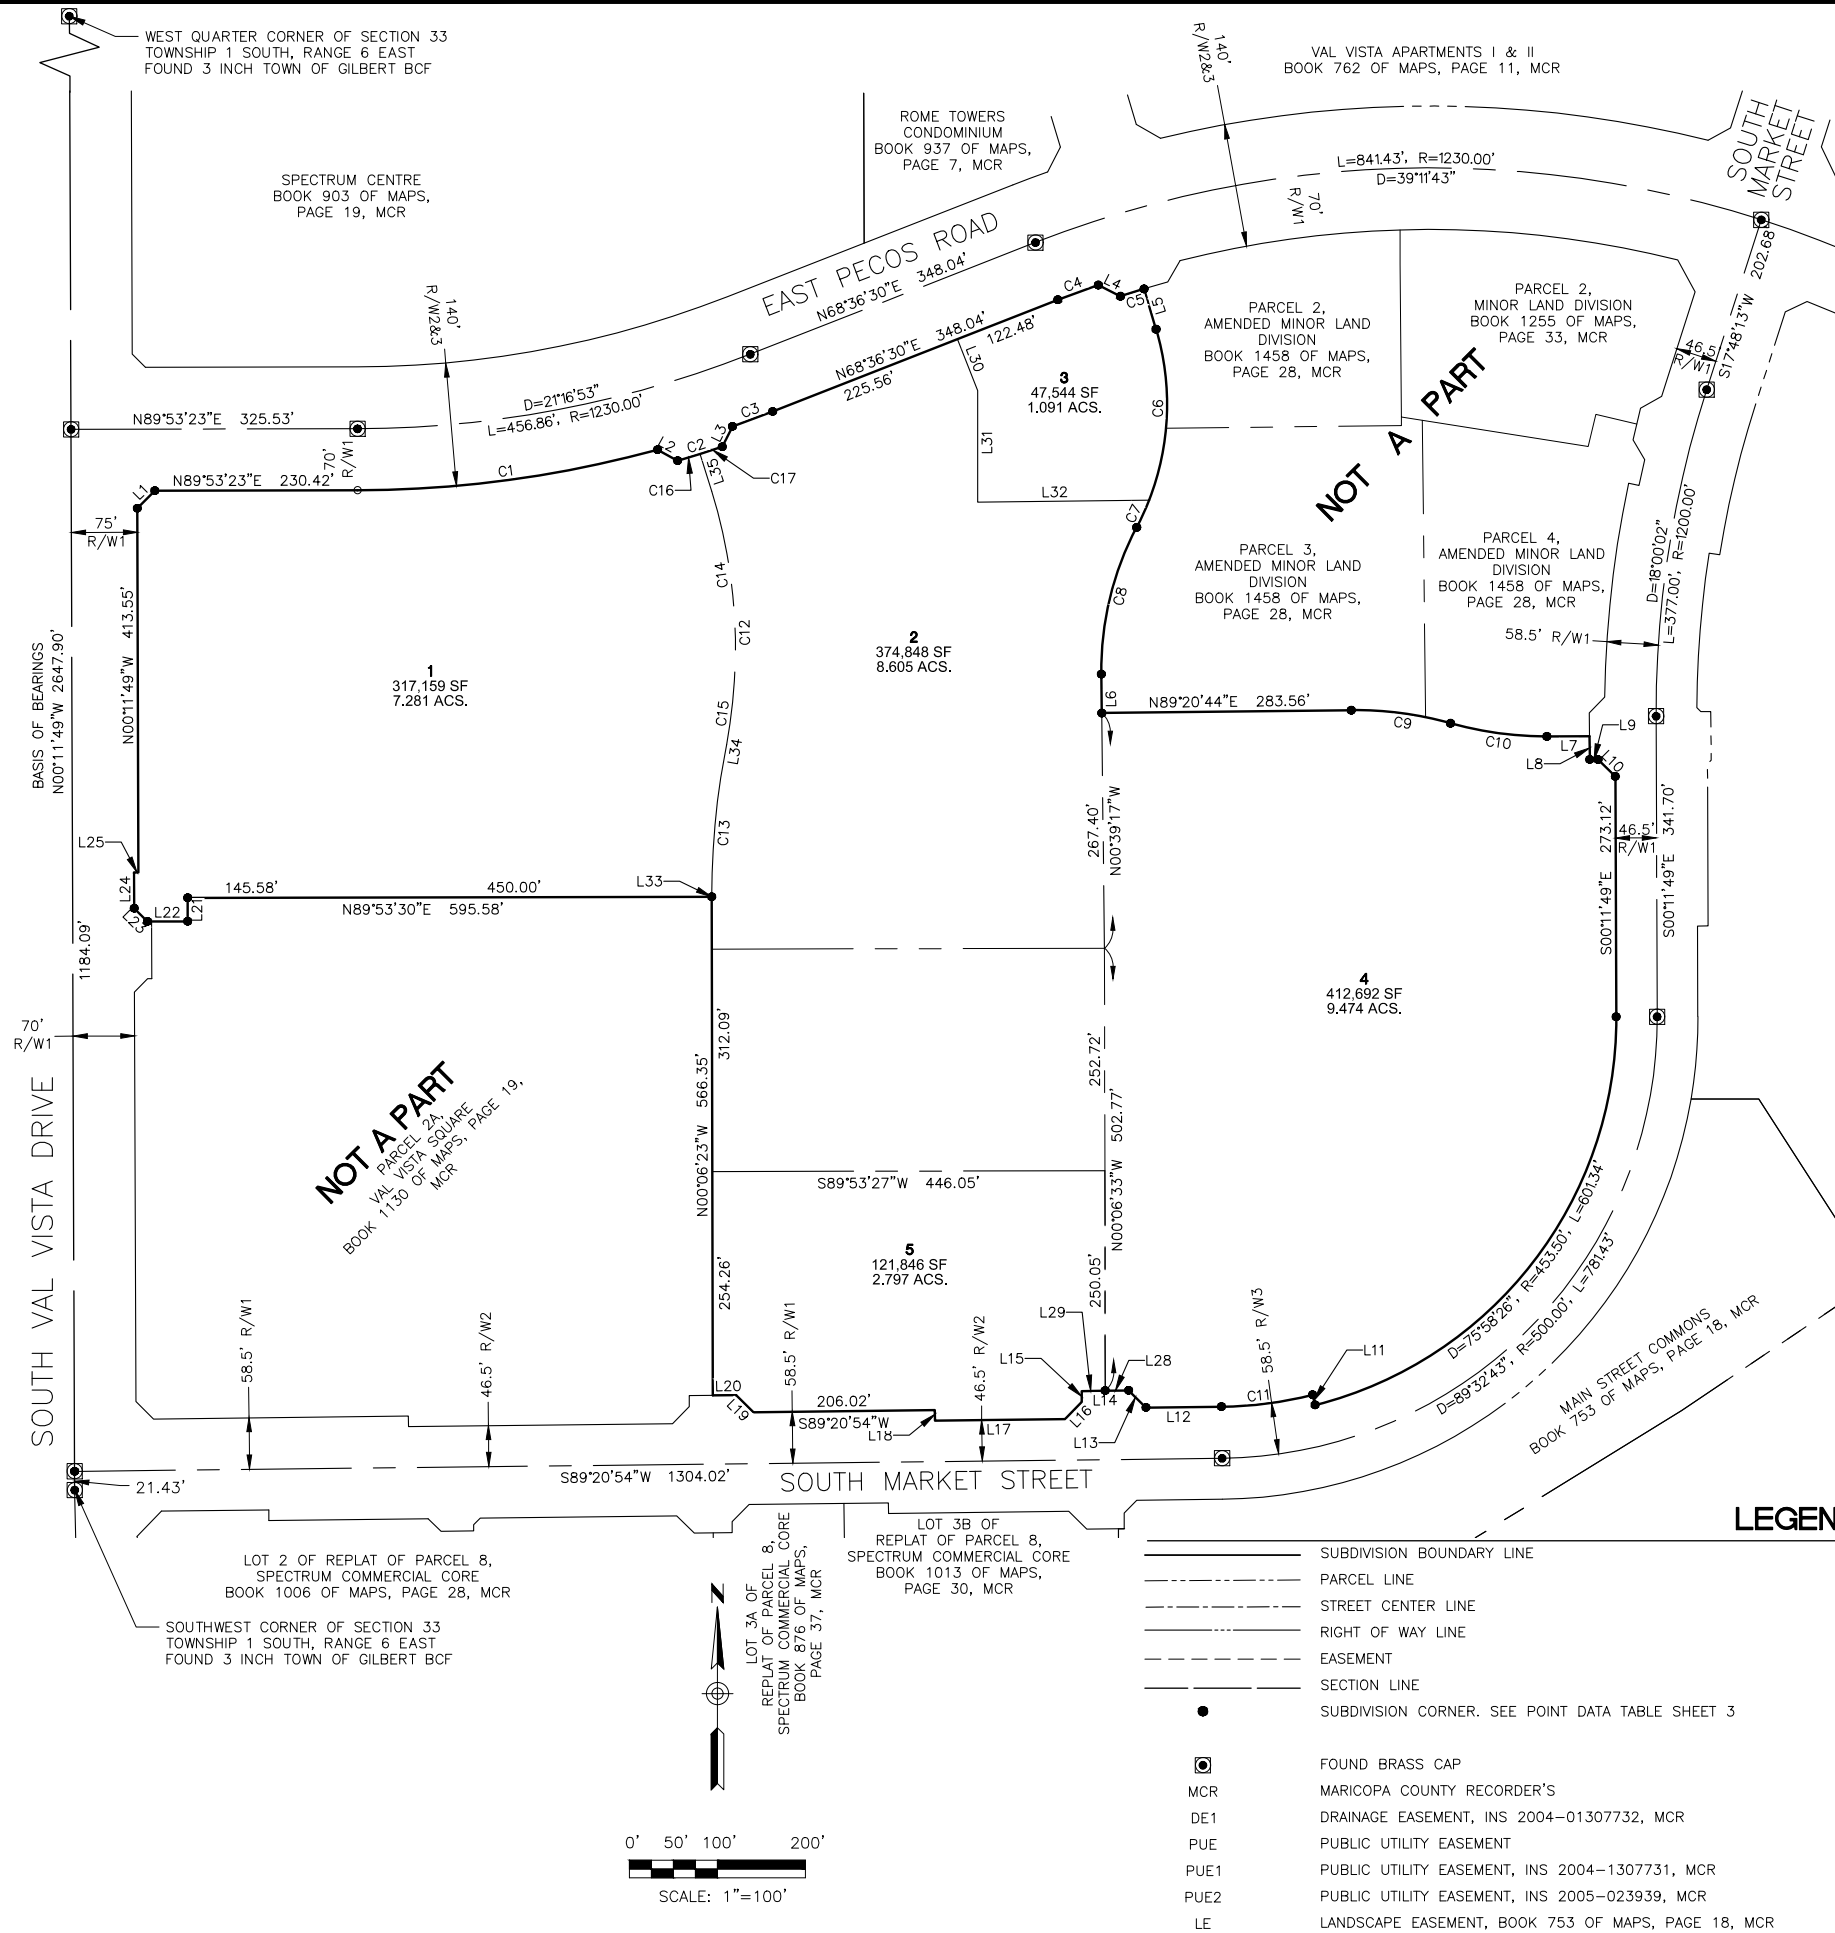 WEST QUARTER CORNER OF SECTION 33
TOWNSHIP 1 SOUTH, RANGE 6 EAST
FOUND 3 INCH TOWN OF GILBERT BCF
SPECTRUM CENTRE
BOOK 903 OF MAPS,
PAGE 19, MCR
ROME TOWERS
CONDOMINIUM
BOOK 937 OF MAPS,
PAGE 7, MCR
140'
R/W2&3
VAL VISTA APARTMENTS I & II
BOOK 762 OF MAPS, PAGE 11, MCR
SOUTH
MARKET
STREET
L=841.43', R=1230.00'
D=39°11'43"
70'
R/W1
S17°48'13"W 202.68'
46.5'
R/W1
EAST PECOS ROAD
N68°36'30"E 348.04'
140'
R/W2&3
D=21°16'53"
L=456.86', R=1230.00'
N89°53'23"E 325.53'
70'
R/W1
N89°53'23"E 230.42'
L1
C1
L2
C2
L3
C3
N68°36'30"E 348.04'
225.56'
122.48'
C4
L4
C5
L5
C6
C7
C8
L6
L30
L31
L32
L35
C16
C17
C14
C12
C15
L34
C13
L33
75'
R/W1
N00°11'49"W 413.55'
BASIS OF BEARINGS
N00°11'49"W 2647.90'
1
317,159 SF
7.281 ACS.
2
374,848 SF
8.605 ACS.
3
47,544 SF
1.091 ACS.
PARCEL 2,
AMENDED MINOR LAND
DIVISION
BOOK 1458 OF MAPS,
PAGE 28, MCR
PARCEL 2,
MINOR LAND DIVISION
BOOK 1255 OF MAPS,
PAGE 33, MCR
NOT A PART
PARCEL 3,
AMENDED MINOR LAND
DIVISION
BOOK 1458 OF MAPS,
PAGE 28, MCR
PARCEL 4,
AMENDED MINOR LAND
DIVISION
BOOK 1458 OF MAPS,
PAGE 28, MCR
D=18°00'02"
L=377.00', R=1200.00'
58.5' R/W1
N89°20'44"E 283.56'
C9
C10
L7
L8
L9
L10
S00°11'49"E 273.12'
46.5'
R/W1
S00°11'49"E 341.70'
267.40'
N00°39'17"W
L25
L24
L23
L22
L21
145.58'
450.00'
N89°53'30"E 595.58'
1184.09'
70'
R/W1
SOUTH VAL VISTA DRIVE
NOT A PART
PARCEL 2A,
VAL VISTA SQUARE
BOOK 1130 OF MAPS, PAGE 19,
MCR
N00°06'23"W 566.35'
312.09'
254.26'
252.72'
N00°06'33"W 502.77'
250.05'
S89°53'27"W 446.05'
4
412,692 SF
9.474 ACS.
5
121,846 SF
2.797 ACS.
D=75°58'26", R=453.50', L=601.34'
D=89°32'43", R=500.00', L=781.43'
58.5' R/W1
46.5' R/W2
58.5' R/W1
46.5' R/W2
58.5' R/W3
L20
L19
206.02'
S89°20'54"W
L18
L17
L16
L15
L29
L14
L28
L13
L12
C11
L11
S89°20'54"W 1304.02'
SOUTH MARKET STREET
21.43'
MAIN STREET COMMONS
BOOK 753 OF MAPS, PAGE 18, MCR
LOT 2 OF REPLAT OF PARCEL 8,
SPECTRUM COMMERCIAL CORE
BOOK 1006 OF MAPS, PAGE 28, MCR
SOUTHWEST CORNER OF SECTION 33
TOWNSHIP 1 SOUTH, RANGE 6 EAST
FOUND 3 INCH TOWN OF GILBERT BCF
LOT 3A OF
REPLAT OF PARCEL 8,
SPECTRUM COMMERCIAL CORE
BOOK 876 OF MAPS,
PAGE 37, MCR
LOT 3B OF
REPLAT OF PARCEL 8,
SPECTRUM COMMERCIAL CORE
BOOK 1013 OF MAPS,
PAGE 30, MCR
N
0' 50' 100' 200'
SCALE: 1"=100'
LEGEN
SUBDIVISION BOUNDARY LINE
PARCEL LINE
STREET CENTER LINE
RIGHT OF WAY LINE
EASEMENT
SECTION LINE
SUBDIVISION CORNER. SEE POINT DATA TABLE SHEET 3
FOUND BRASS CAP
MCR MARICOPA COUNTY RECORDER'S
DE1 DRAINAGE EASEMENT, INS 2004-01307732, MCR
PUE PUBLIC UTILITY EASEMENT
PUE1 PUBLIC UTILITY EASEMENT, INS 2004-1307731, MCR
PUE2 PUBLIC UTILITY EASEMENT, INS 2005-023939, MCR
LE LANDSCAPE EASEMENT, BOOK 753 OF MAPS, PAGE 18, MCR